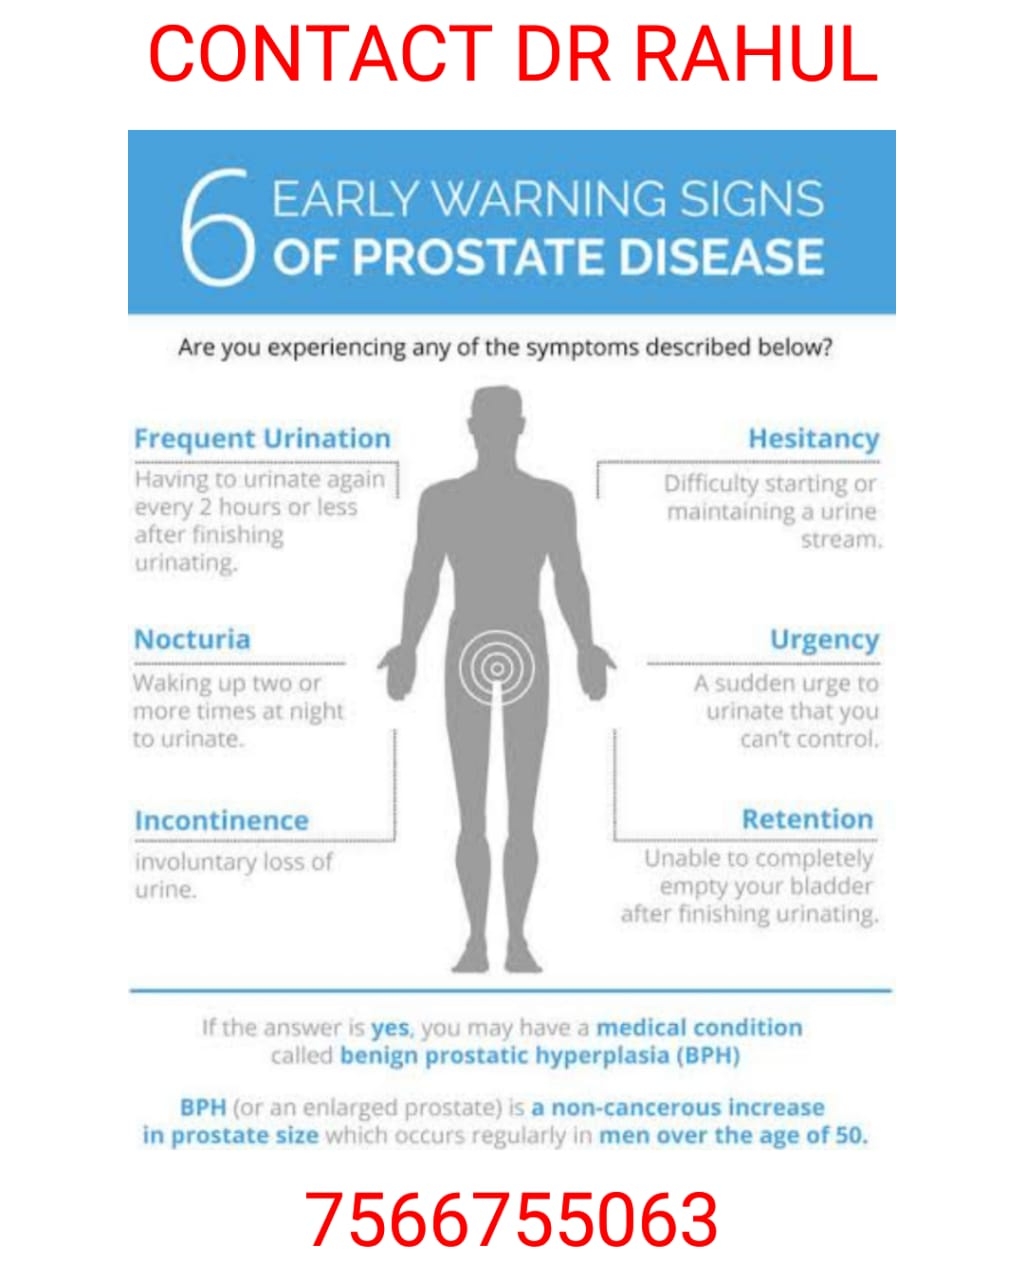 CONTACT DR RAHUL
6 EARLY WARNING SIGNS
OF PROSTATE DISEASE
Are you experiencing any of the symptoms described below?
Frequent Urination
Having to urinate again
every 2 hours or less
after finishing
urinating.
Hesitancy
Difficulty starting or
maintaining a urine
stream.
Nocturia
Waking up two or
more times at night
to urinate.
Urgency
A sudden urge to
urinate that you
can't control.
Incontinence
involuntary loss of
urine.
Retention
Unable to completely
empty your bladder
after finishing urinating.
If the answer is yes, you may have a medical condition
called benign prostatic hyperplasia (BPH)
BPH (or an enlarged prostate) is a non-cancerous increase
in prostate size which occurs regularly in men over the age of 50.
7566755063